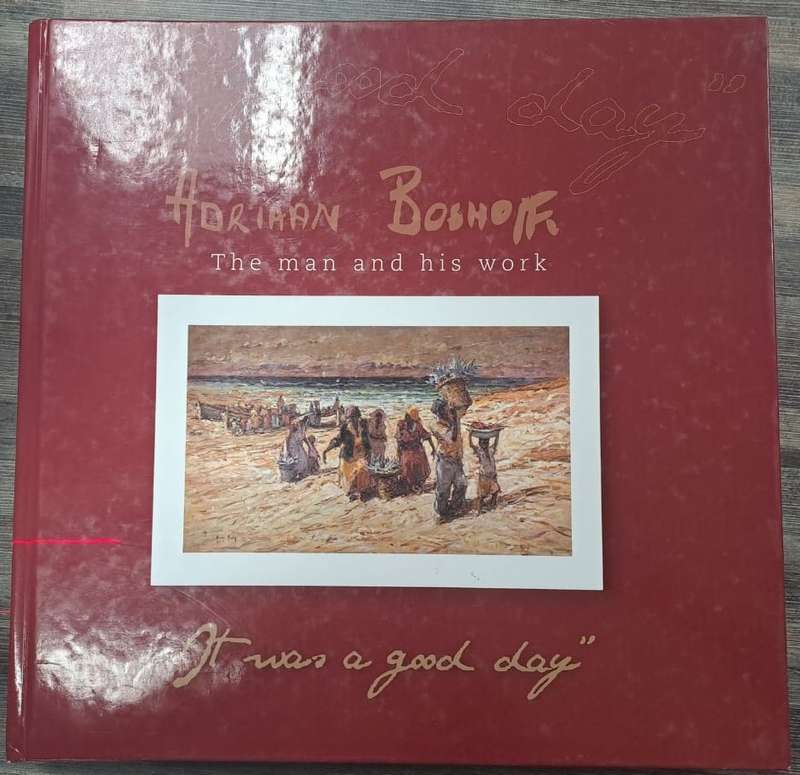 good day"
ADRIAAN BOSHOFF
The man and his work
"It was a good day"